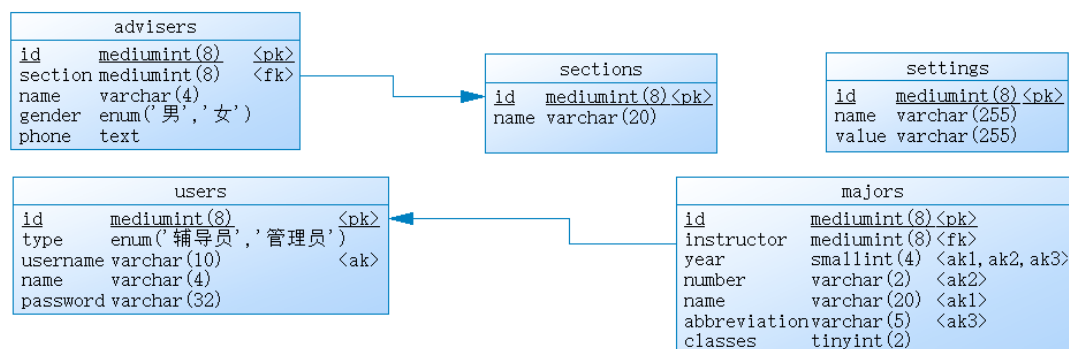 advisers
id mediumint(8) <pk>
section mediumint(8) <fk>
name varchar(4)
gender enum('男','女')
phone text
sections
id mediumint(8) <pk>
name varchar(20)
settings
id mediumint(8) <pk>
name varchar(255)
value varchar(255)
users
id mediumint(8) <pk>
type enum('辅导员','管理员')
username varchar(10) <ak>
name varchar(4)
password varchar(32)
majors
id mediumint(8) <pk>
instructor mediumint(8) <fk>
year smallint(4) <ak1,ak2,ak3>
number varchar(2) <ak2>
name varchar(20) <ak1>
abbreviation varchar(5) <ak3>
classes tinyint(2)